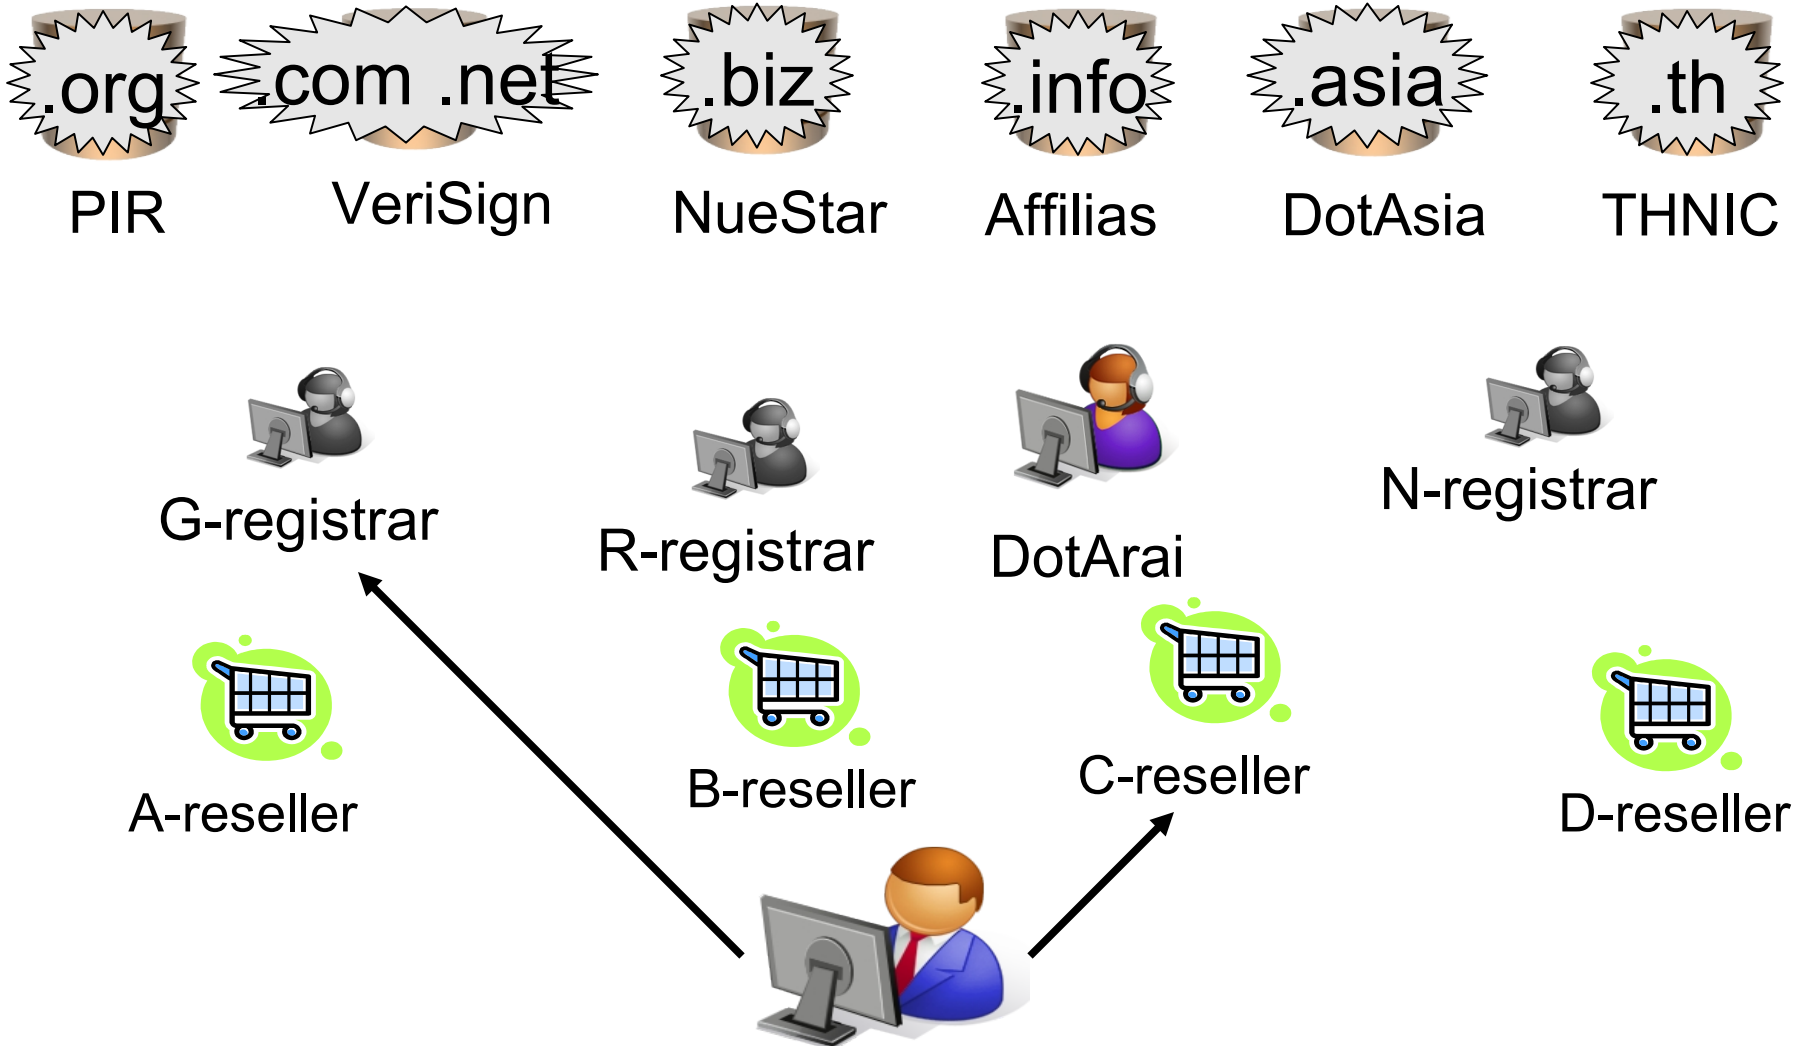 .org
.com .net
.biz
.info
.asia
.th
PIR
VeriSign
NueStar
Affilias
DotAsia
THNIC
G-registrar
R-registrar
DotArai
N-registrar
A-reseller
B-reseller
C-reseller
D-reseller